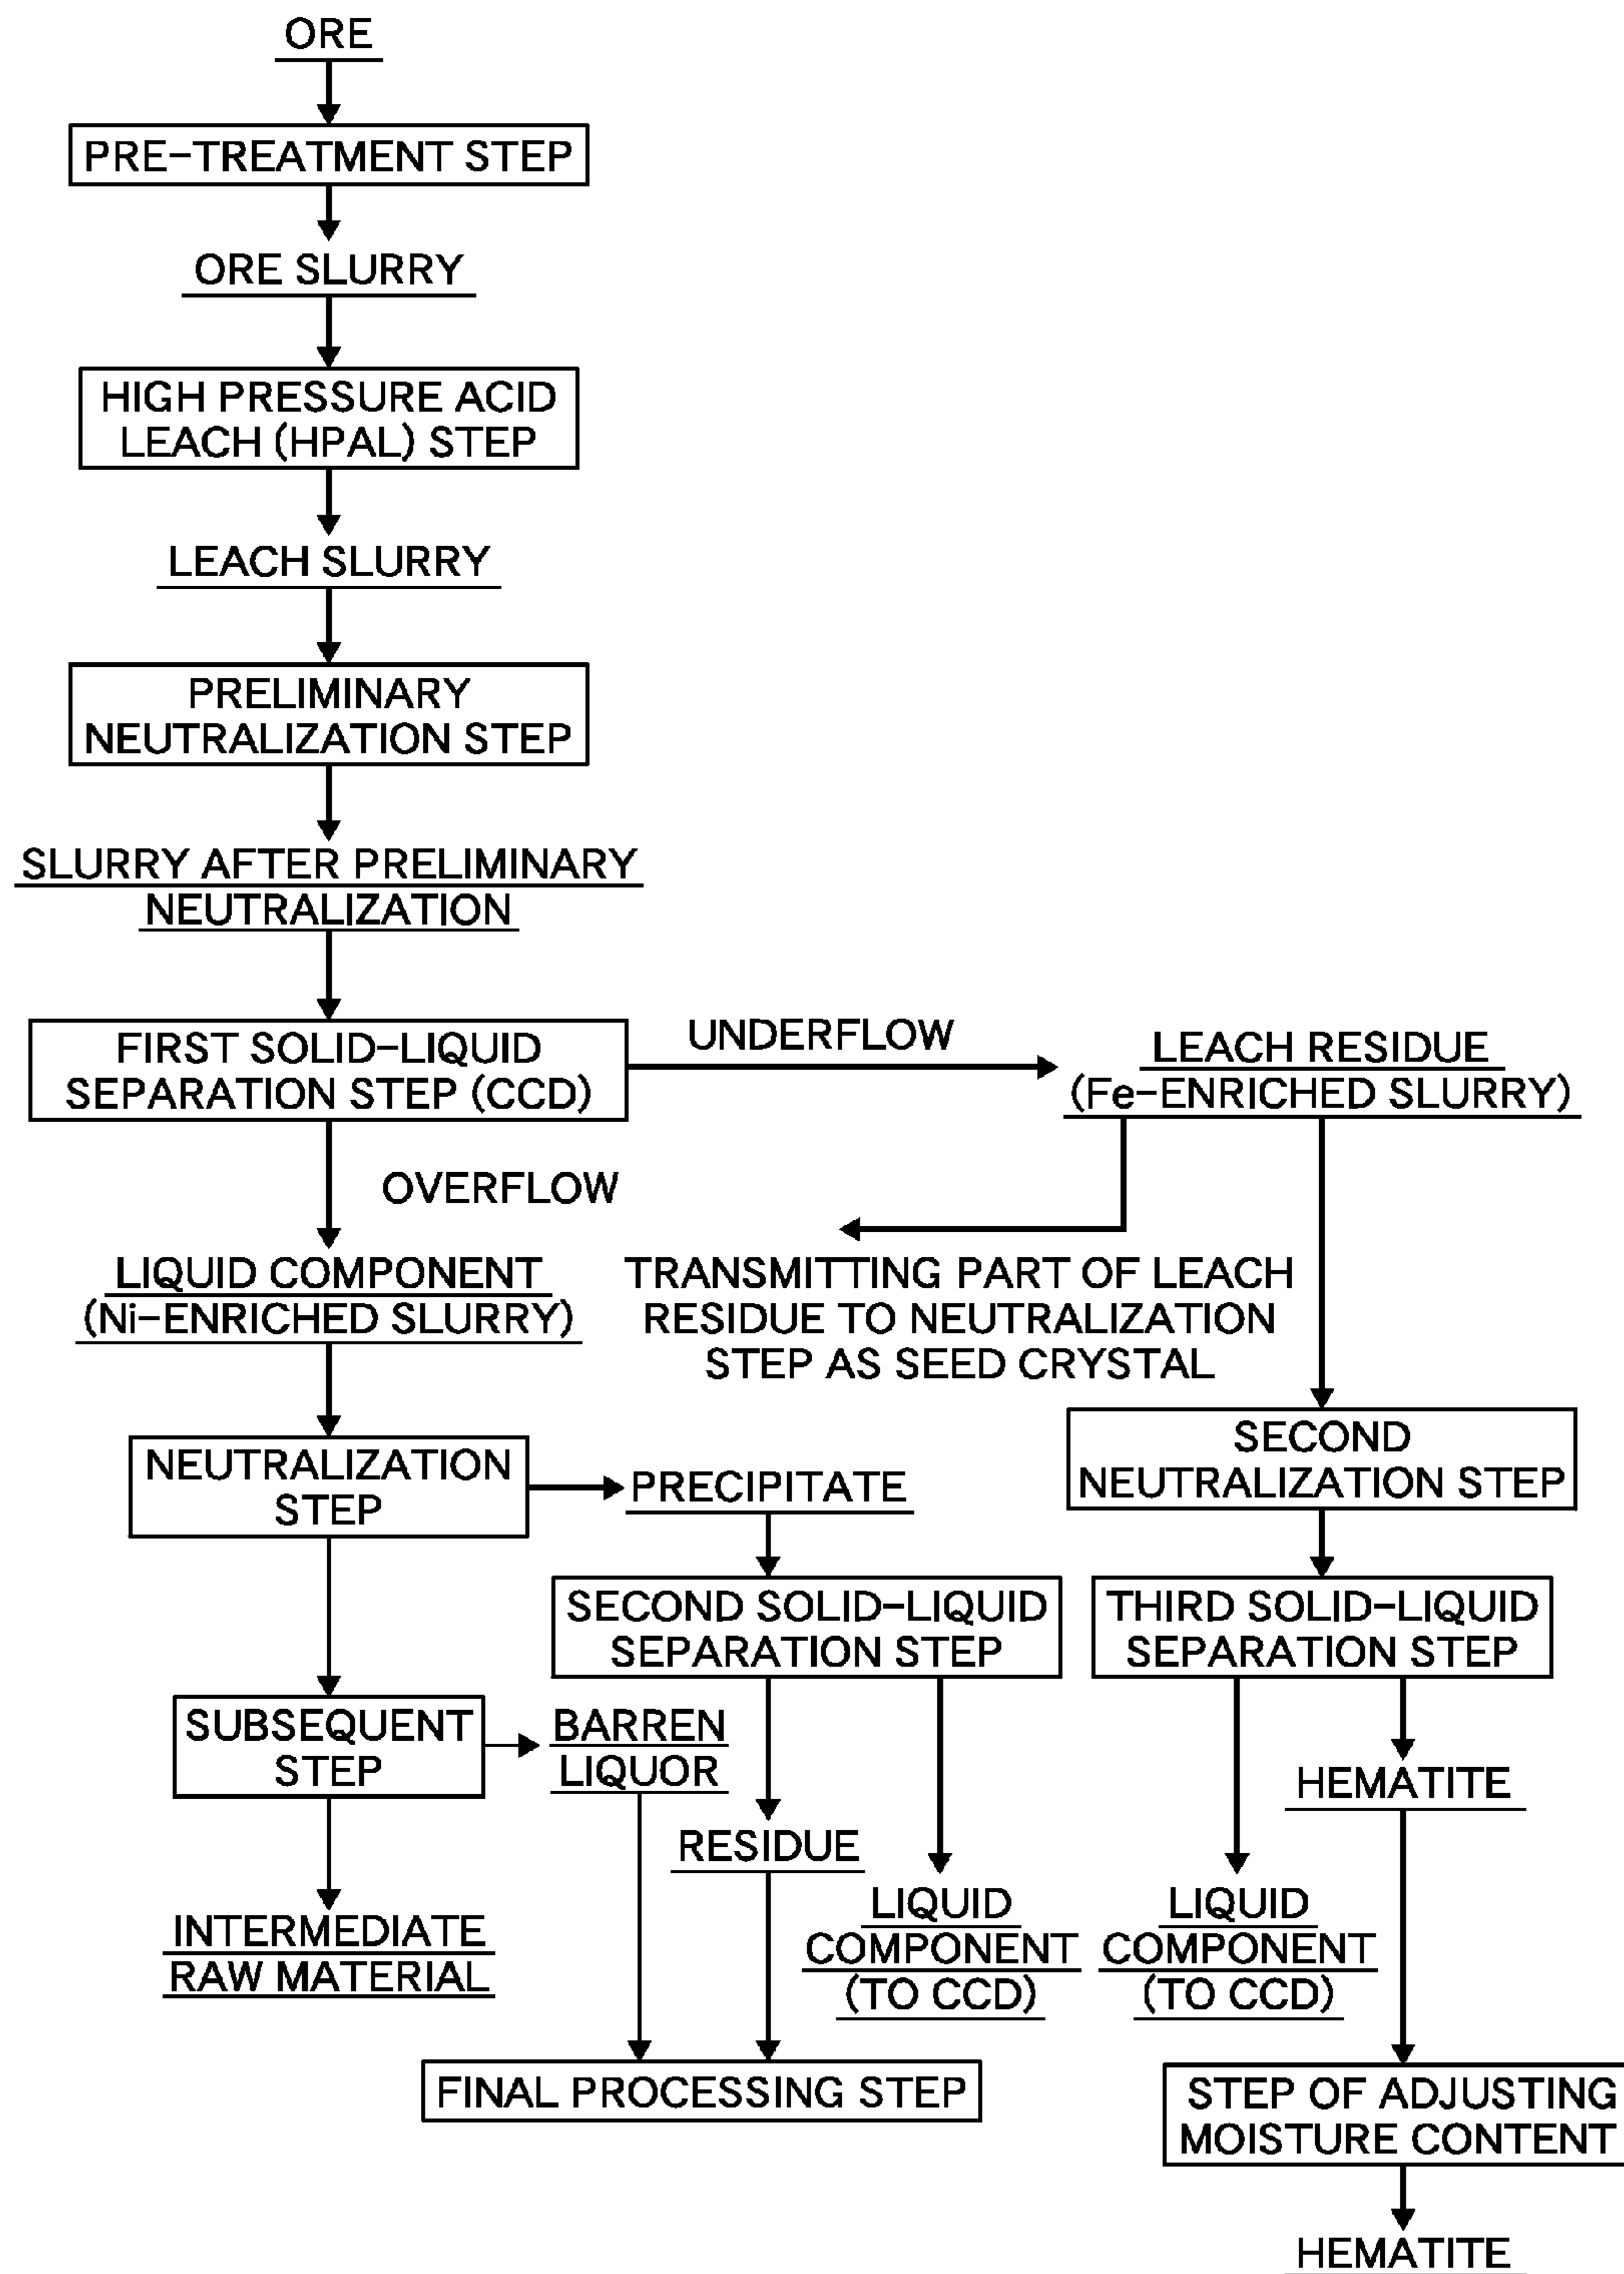 ORE
PRE-TREATMENT STEP
ORE SLURRY
HIGH PRESSURE ACID
LEACH (HPAL) STEP
LEACH SLURRY
PRELIMINARY
NEUTRALIZATION STEP
SLURRY AFTER PRELIMINARY
NEUTRALIZATION
FIRST SOLID-LIQUID
SEPARATION STEP (CCD)
UNDERFLOW
LEACH RESIDUE
(Fe-ENRICHED SLURRY)
OVERFLOW
LIQUID COMPONENT
(Ni-ENRICHED SLURRY)
TRANSMITTING PART OF LEACH
RESIDUE TO NEUTRALIZATION
STEP AS SEED CRYSTAL
NEUTRALIZATION
STEP
PRECIPITATE
SECOND
NEUTRALIZATION STEP
SECOND SOLID-LIQUID
SEPARATION STEP
THIRD SOLID-LIQUID
SEPARATION STEP
SUBSEQUENT
STEP
BARREN
LIQUOR
RESIDUE
HEMATITE
INTERMEDIATE
RAW MATERIAL
LIQUID
COMPONENT
(TO CCD)
LIQUID
COMPONENT
(TO CCD)
FINAL PROCESSING STEP
STEP OF ADJUSTING
MOISTURE CONTENT
HEMATITE